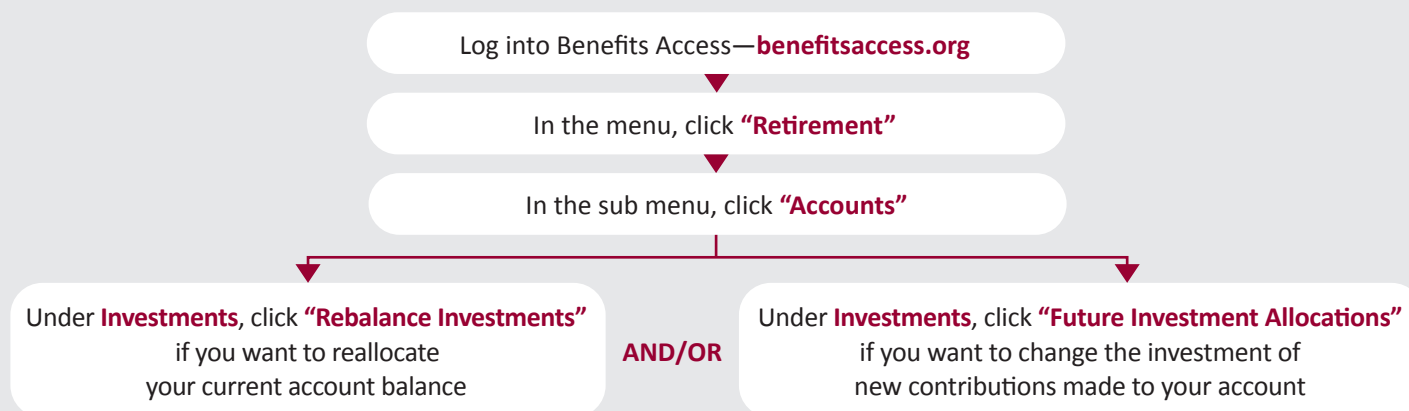 Log into Benefits Access—benefitsaccess.org
In the menu, click “Retirement”
In the sub menu, click “Accounts”
Under Investments, click “Rebalance Investments”
if you want to reallocate
your current account balance
AND/OR
Under Investments, click “Future Investment Allocations”
if you want to change the investment of
new contributions made to your account